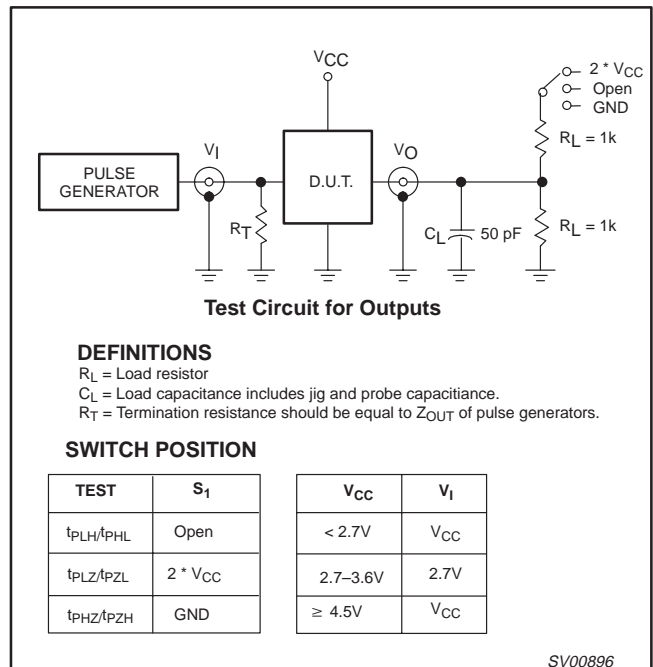 VCC
2 * VCC
Open
GND
RL = 1k
VI
VO
PULSE
GENERATOR
D.U.T.
RT
CL
50 pF
RL = 1k
Test Circuit for Outputs
DEFINITIONS
RL = Load resistor
CL = Load capacitance includes jig and probe capacitiance.
RT = Termination resistance should be equal to ZOUT of pulse generators.
SWITCH POSITION
TEST S1
tPLH/tPHL Open
tPLZ/tPZL 2 * VCC
tPHZ/tPZH GND
VCC VI
< 2.7V VCC
2.7–3.6V 2.7V
≥ 4.5V VCC
SV00896